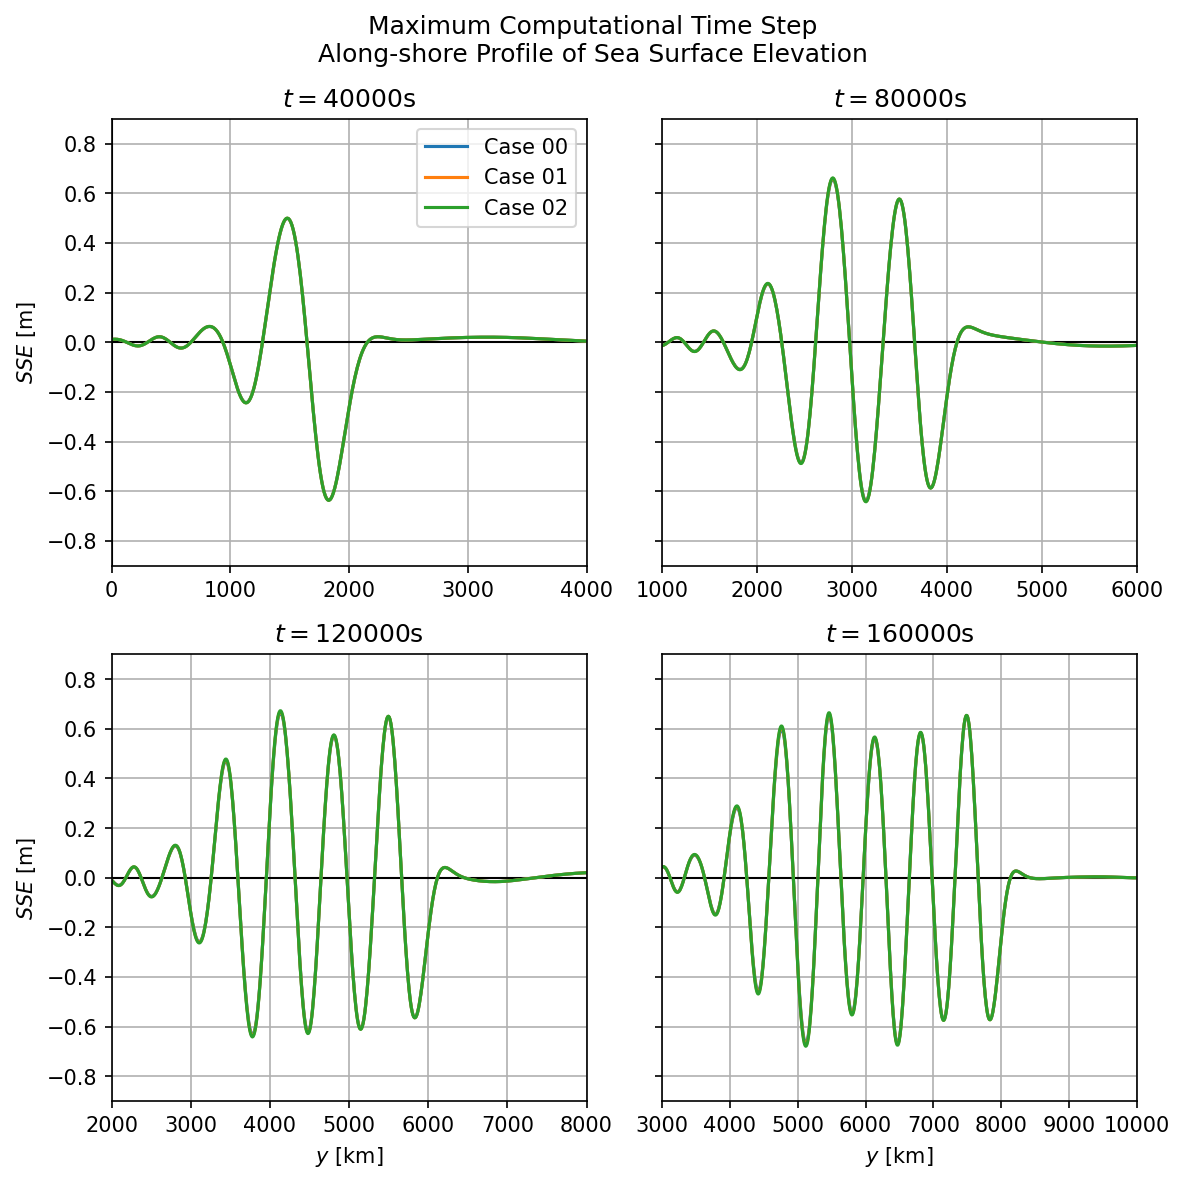 Maximum Computational Time Step
Along-shore Profile of Sea Surface Elevation
t = 40000s
t = 80000s
Case 00
Case 01
Case 02
SSE [m]
0.8
0.6
0.4
0.2
0.0
−0.2
−0.4
−0.6
−0.8
0 1000 2000 3000 4000
1000 2000 3000 4000 5000 6000
t = 120000s
t = 160000s
SSE [m]
0.8
0.6
0.4
0.2
0.0
−0.2
−0.4
−0.6
−0.8
2000 3000 4000 5000 6000 7000 8000
3000 4000 5000 6000 7000 8000 9000 10000
y [km]
y [km]